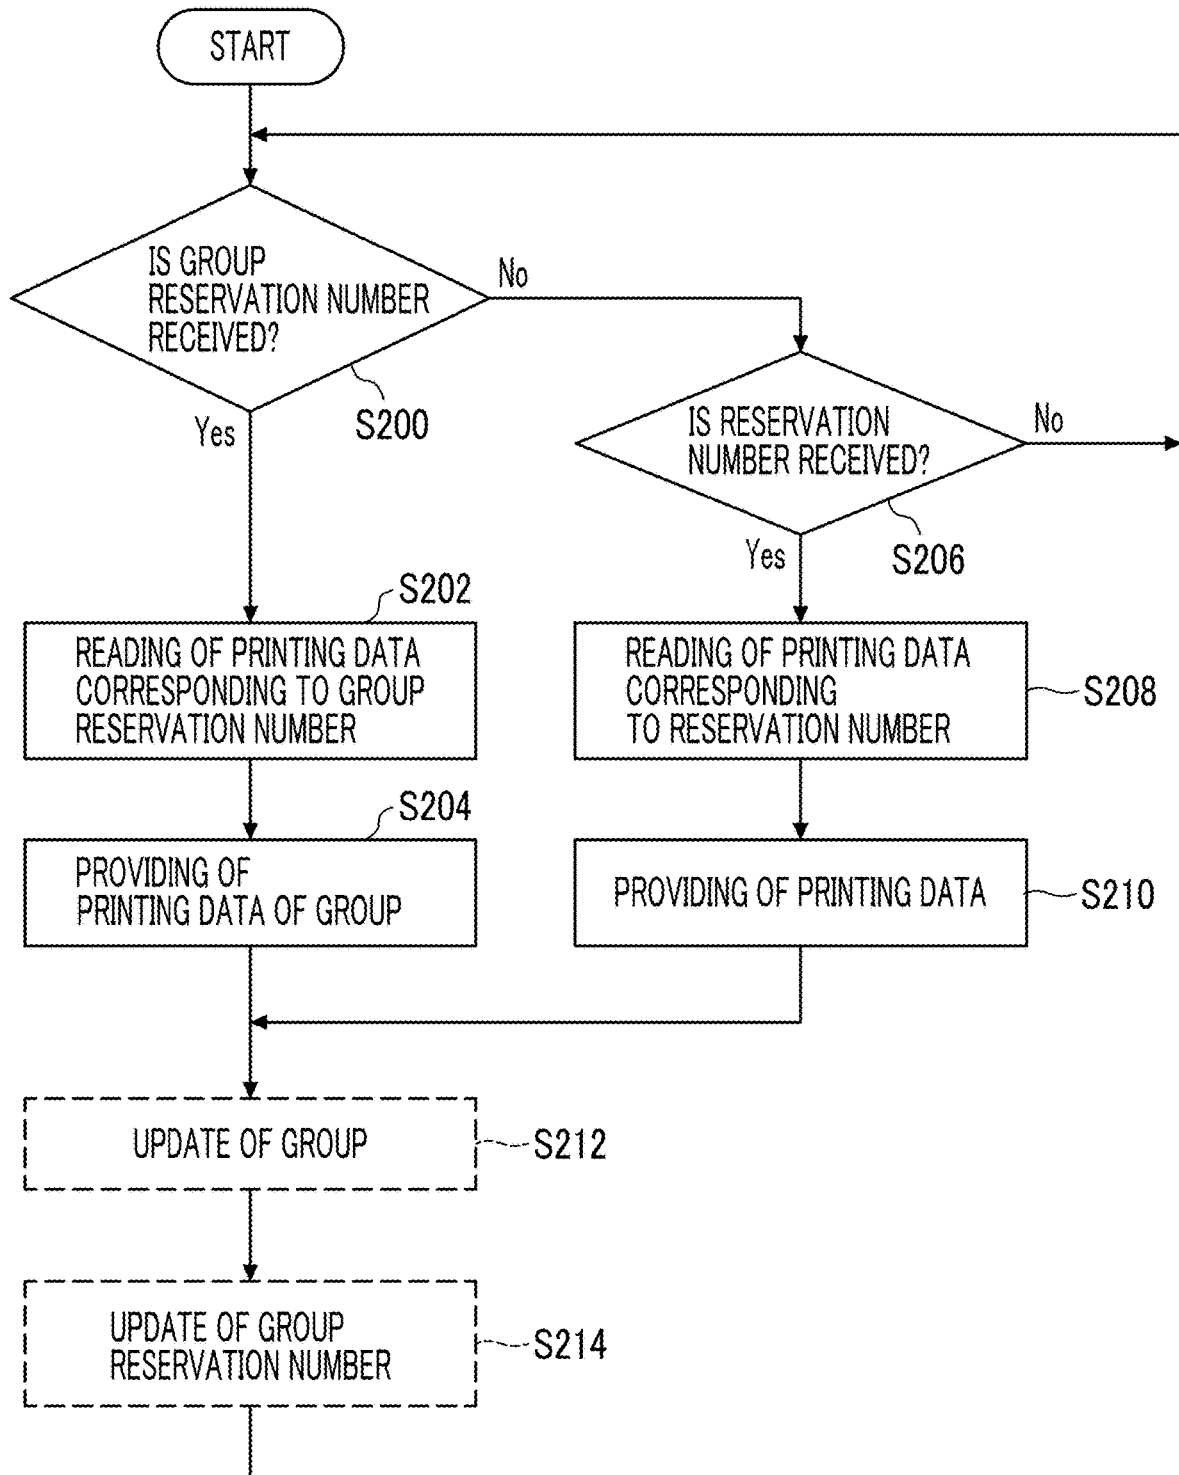 START
IS GROUP
RESERVATION NUMBER
RECEIVED?
No
S200
Yes
IS RESERVATION
NUMBER RECEIVED?
No
S206
Yes
S202
READING OF PRINTING DATA
CORRESPONDING TO GROUP
RESERVATION NUMBER
READING OF PRINTING DATA
CORRESPONDING
TO RESERVATION NUMBER
S208
S204
PROVIDING OF
PRINTING DATA OF GROUP
PROVIDING OF PRINTING DATA
S210
UPDATE OF GROUP
S212
UPDATE OF GROUP
RESERVATION NUMBER
S214